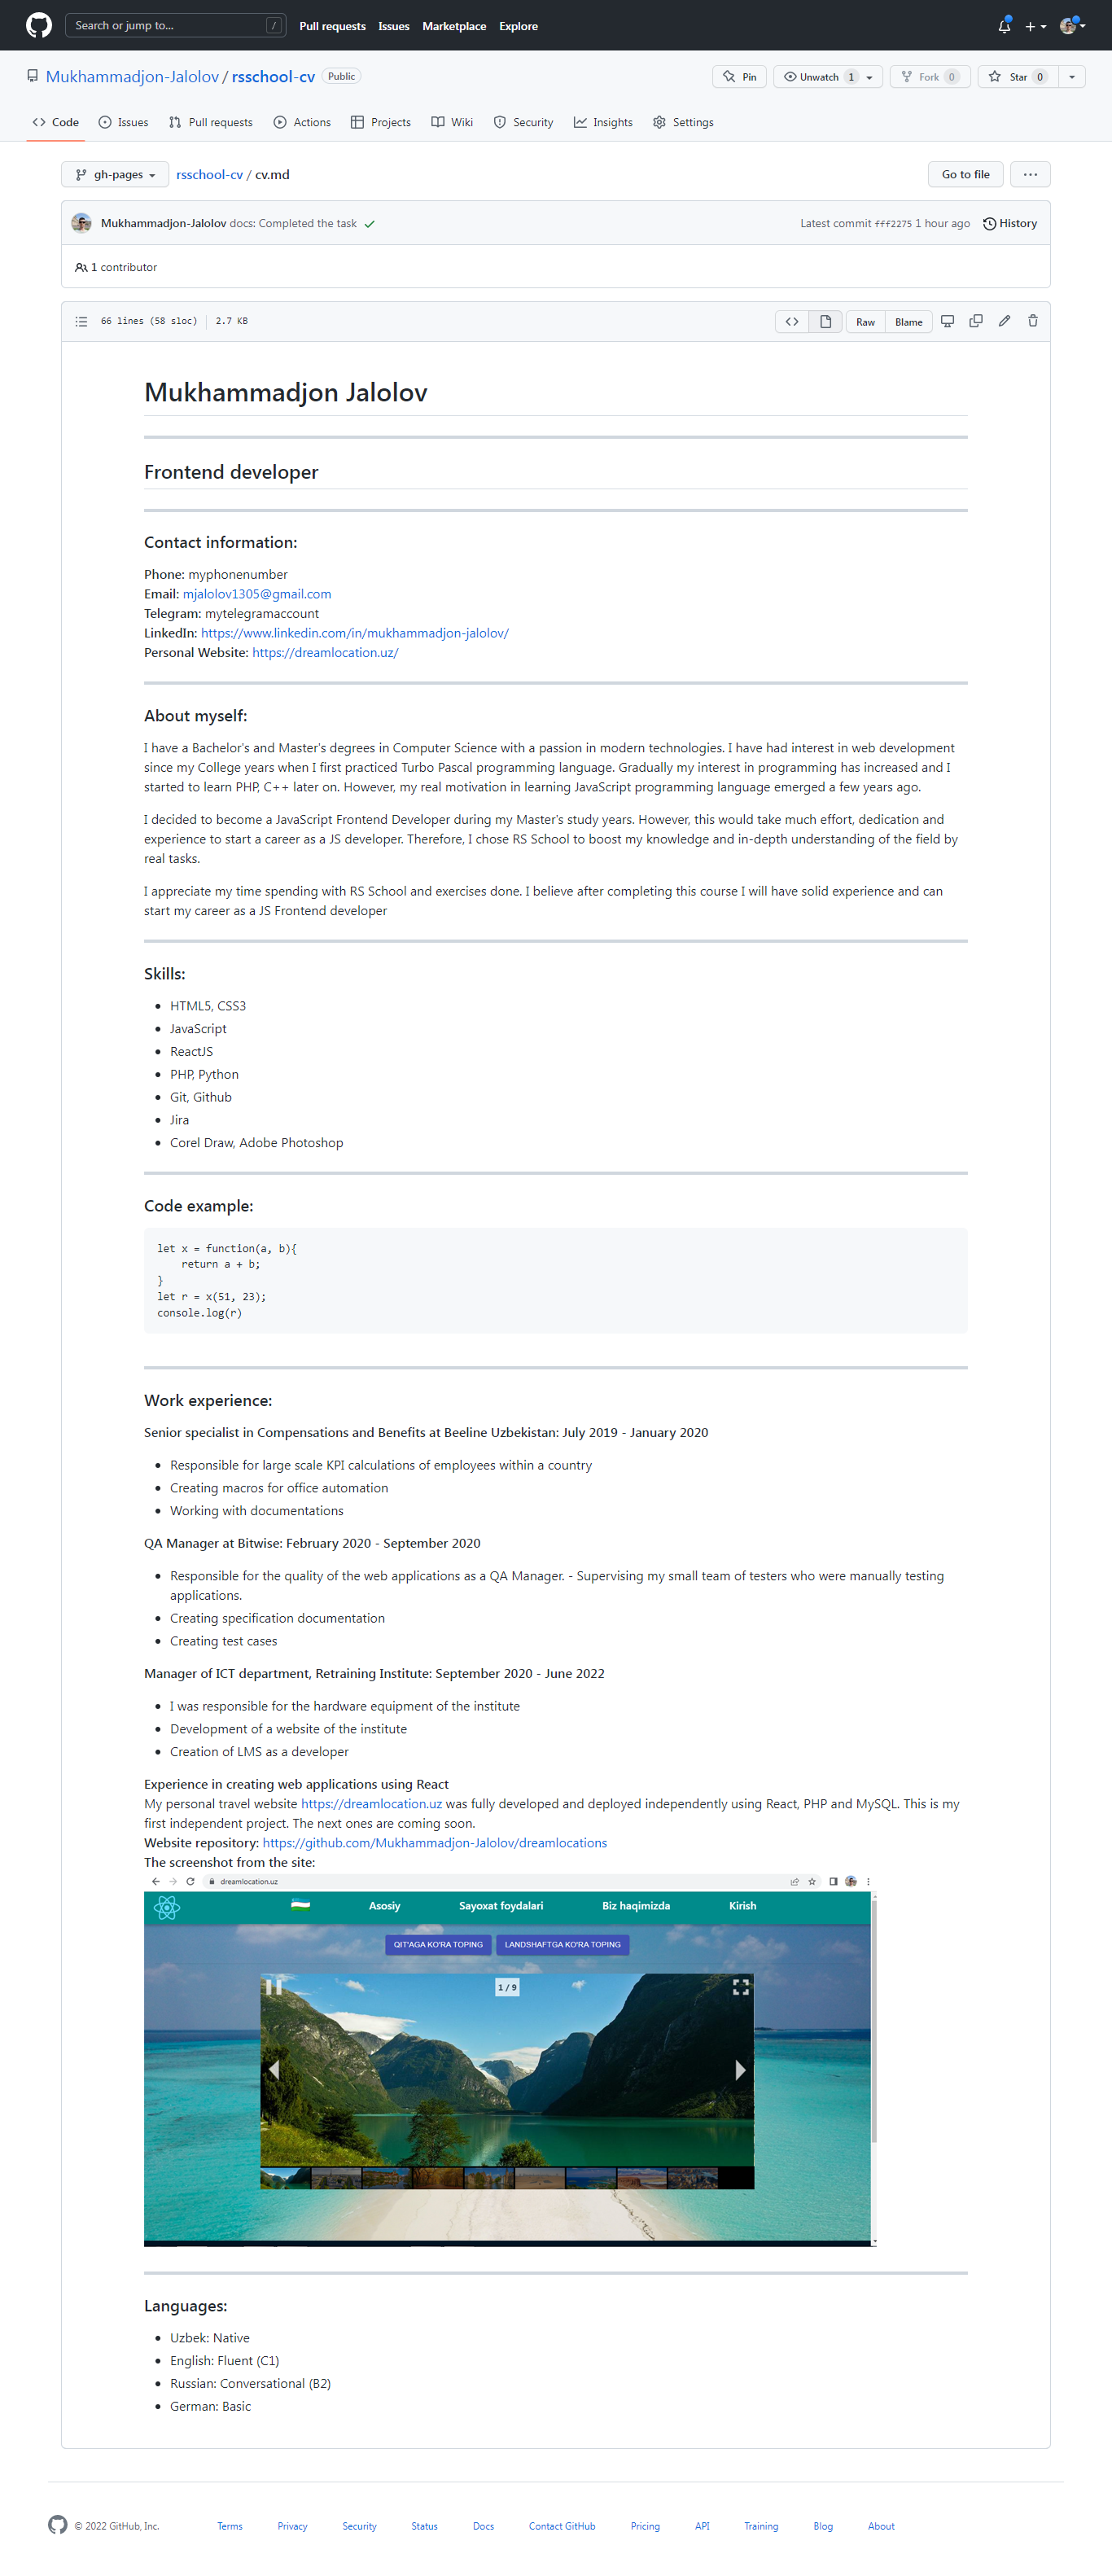 Search or jump to... /
Pull requests Issues Marketplace Explore
Mukhammadjon-Jalolov / rsschool-cv Public
Pin Unwatch 1 Fork 0 Star 0
Code Issues Pull requests Actions Projects Wiki Security Insights Settings
gh-pages rsschool-cv / cv.md Go to file ...
Mukhammadjon-Jalolov docs: Completed the task Latest commit fff2275 1 hour ago History
1 contributor
66 lines (58 sloc) 2.7 KB Raw Blame
Mukhammadjon Jalolov
Frontend developer
Contact information:
Phone: myphonenumber
Email: mjalolov1305@gmail.com
Telegram: mytelegramaccount
LinkedIn: https://www.linkedin.com/in/mukhammadjon-jalolov/
Personal Website: https://dreamlocation.uz/
About myself:
I have a Bachelor's and Master's degrees in Computer Science with a passion in modern technologies. I have had interest in web development
since my College years when I first practiced Turbo Pascal programming language. Gradually my interest in programming has increased and I
started to learn PHP, C++ later on. However, my real motivation in learning JavaScript programming language emerged a few years ago.
I decided to become a JavaScript Frontend Developer during my Master's study years. However, this would take much effort, dedication and
experience to start a career as a JS developer. Therefore, I chose RS School to boost my knowledge and in-depth understanding of the field by
real tasks.
I appreciate my time spending with RS School and exercises done. I believe after completing this course I will have solid experience and can
start my career as a JS Frontend developer
Skills:
• HTML5, CSS3
• JavaScript
• ReactJS
• PHP, Python
• Git, Github
• Jira
• Corel Draw, Adobe Photoshop
Code example:
let x = function(a, b){
    return a + b;
}
let r = x(51, 23);
console.log(r)
Work experience:
Senior specialist in Compensations and Benefits at Beeline Uzbekistan: July 2019 - January 2020
• Responsible for large scale KPI calculations of employees within a country
• Creating macros for office automation
• Working with documentations
QA Manager at Bitwise: February 2020 - September 2020
• Responsible for the quality of the web applications as a QA Manager. - Supervising my small team of testers who were manually testing
applications.
• Creating specification documentation
• Creating test cases
Manager of ICT department, Retraining Institute: September 2020 - June 2022
• I was responsible for the hardware equipment of the institute
• Development of a website of the institute
• Creation of LMS as a developer
Experience in creating web applications using React
My personal travel website https://dreamlocation.uz was fully developed and deployed independently using React, PHP and MySQL. This is my
first independent project. The next ones are coming soon.
Website repository: https://github.com/Mukhammadjon-Jalolov/dreamlocations
The screenshot from the site:
dreamlocation.uz
Asosiy Sayoxat foydalari Biz haqimizda Kirish
QIT'AGA KO'RA TOPING LANDSHAFTGA KO'RA TOPING
1 / 9
Languages:
• Uzbek: Native
• English: Fluent (C1)
• Russian: Conversational (B2)
• German: Basic
© 2022 GitHub, Inc. Terms Privacy Security Status Docs Contact GitHub Pricing API Training Blog About